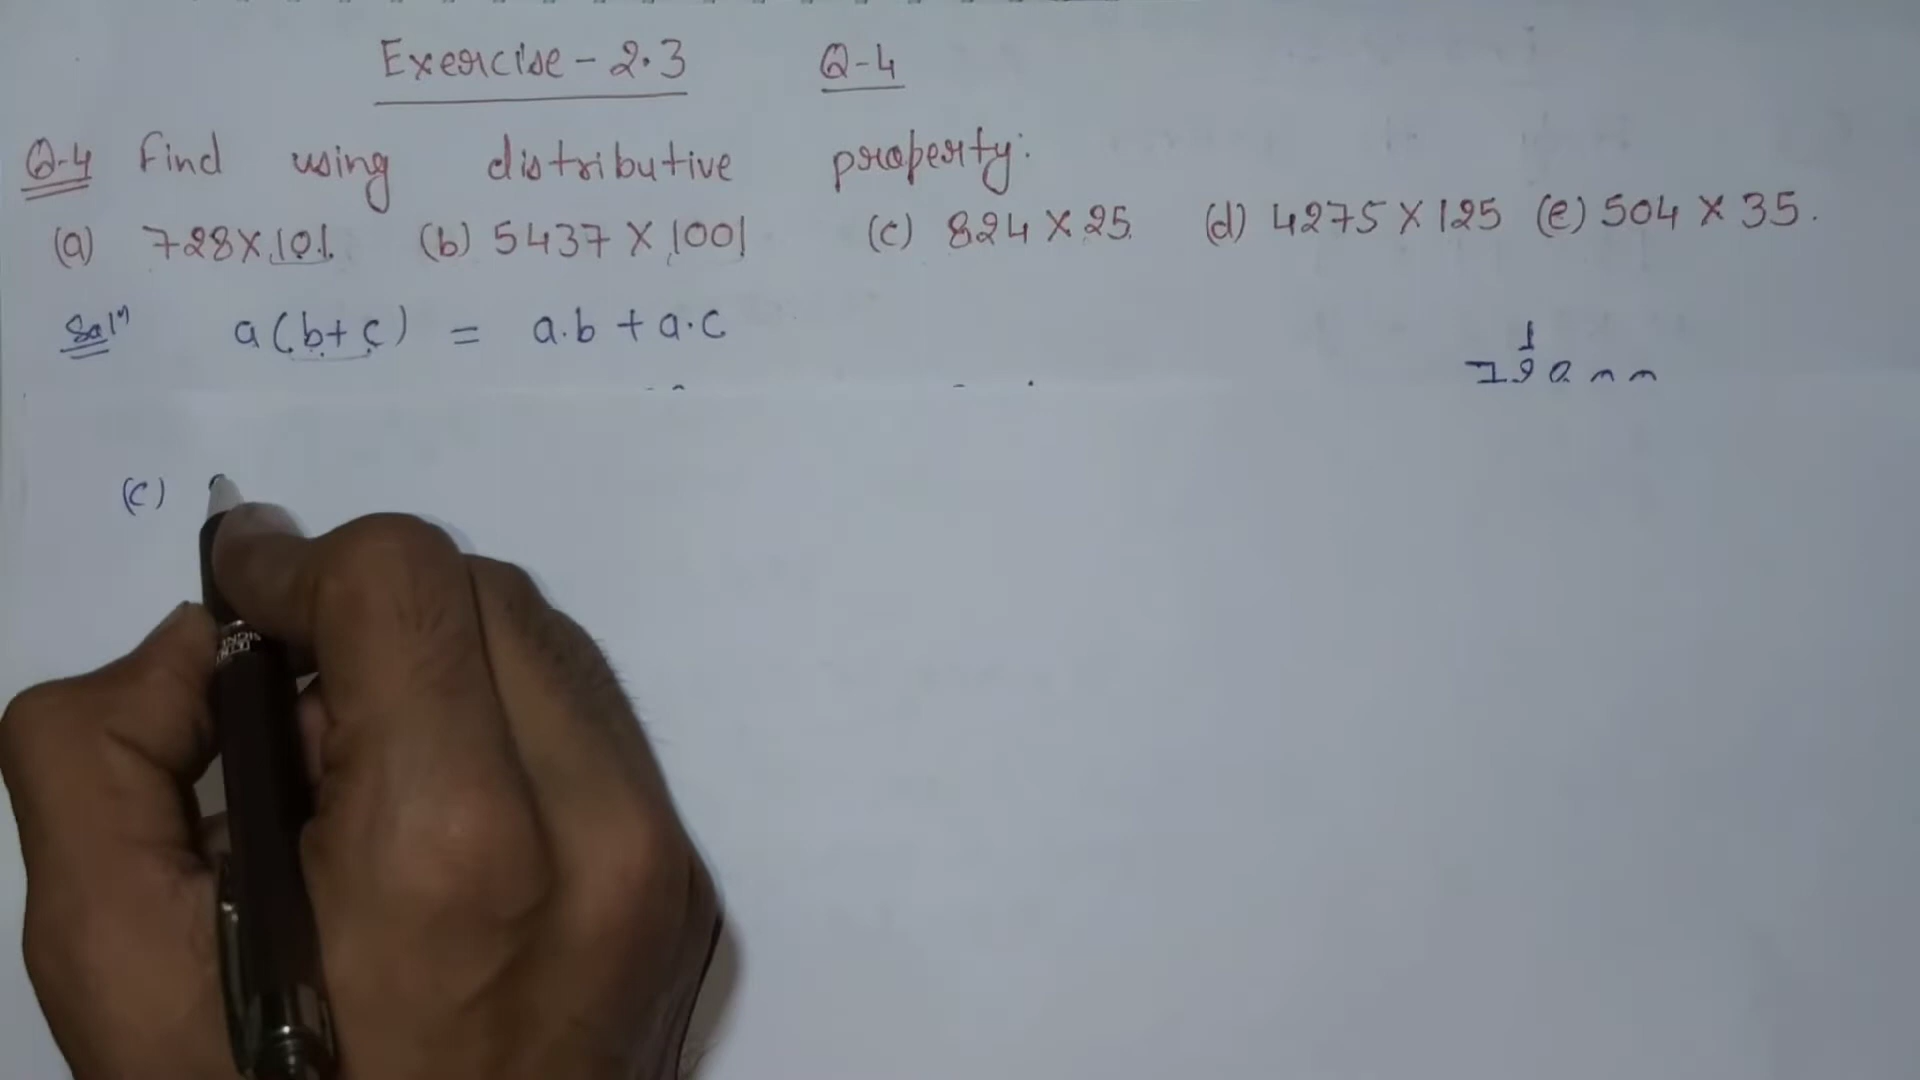 Exercise - 2.3 Q-4
Q-4 Find using distributive property:
(a) 728×101 (b) 5437 × 1001 (c) 824 × 25 (d) 4275 × 125 (e) 504 × 35.
Solⁿ a(b+c) = a.b + a.c
(c)